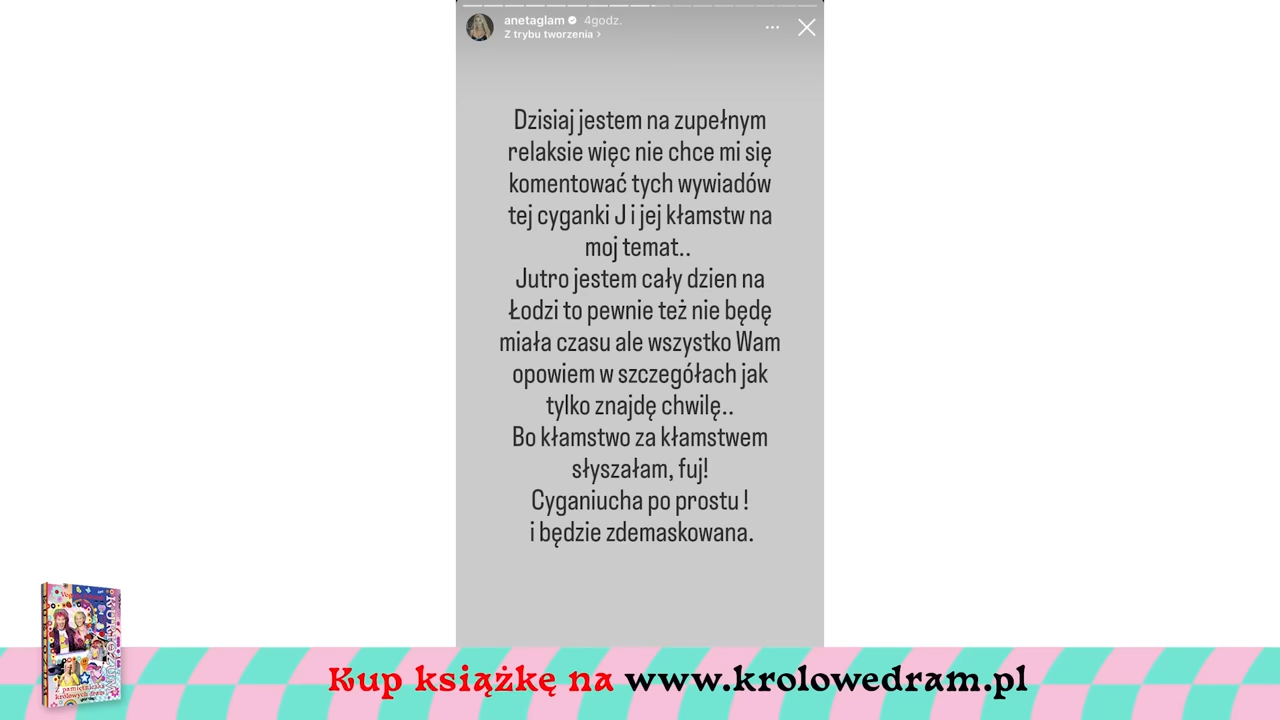 anetaglam 4godz.
Z trybu tworzenia >
Dzisiaj jestem na zupełnym
relaksie więc nie chce mi się
komentować tych wywiadów
tej cyganki J i jej kłamstw na
moj temat..
Jutro jestem cały dzien na
Łodzi to pewnie też nie będę
miała czasu ale wszystko Wam
opowiem w szczegółach jak
tylko znajdę chwilę..
Bo kłamstwo za kłamstwem
słyszałam, fuj!
Cyganiucha po prostu !
i będzie zdemaskowana.
Z pamiętnika
królowych dram
Kup książkę na www.krolowedram.pl